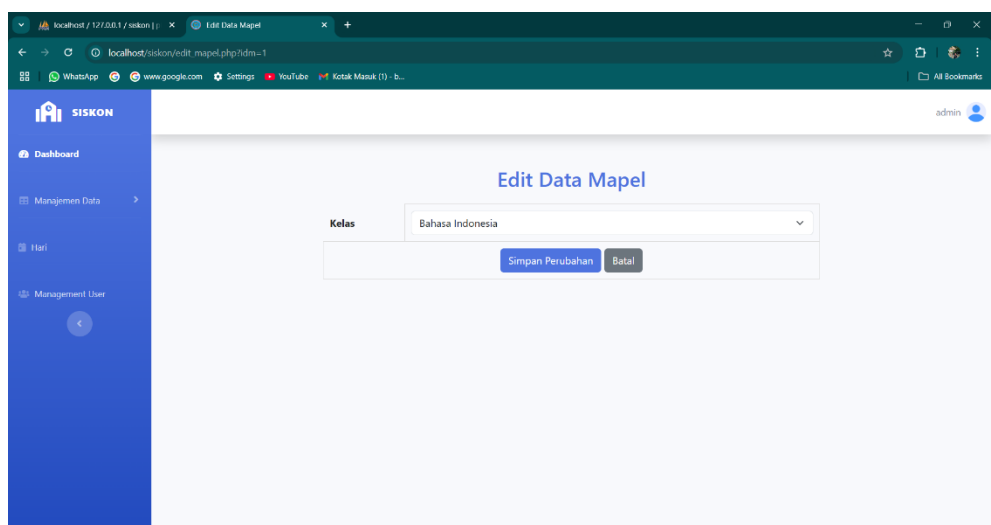 localhost / 127.0.0.1 / siskon | p
Edit Data Mapel
localhost/siskon/edit_mapel.php?idm=1
WhatsApp
www.google.com
Settings
YouTube
Kotak Masuk (1) - b...
All Bookmarks
SISKON
admin
Dashboard
Edit Data Mapel
Manajemen Data
Kelas
Bahasa Indonesia
Hari
Simpan Perubahan
Batal
Management User